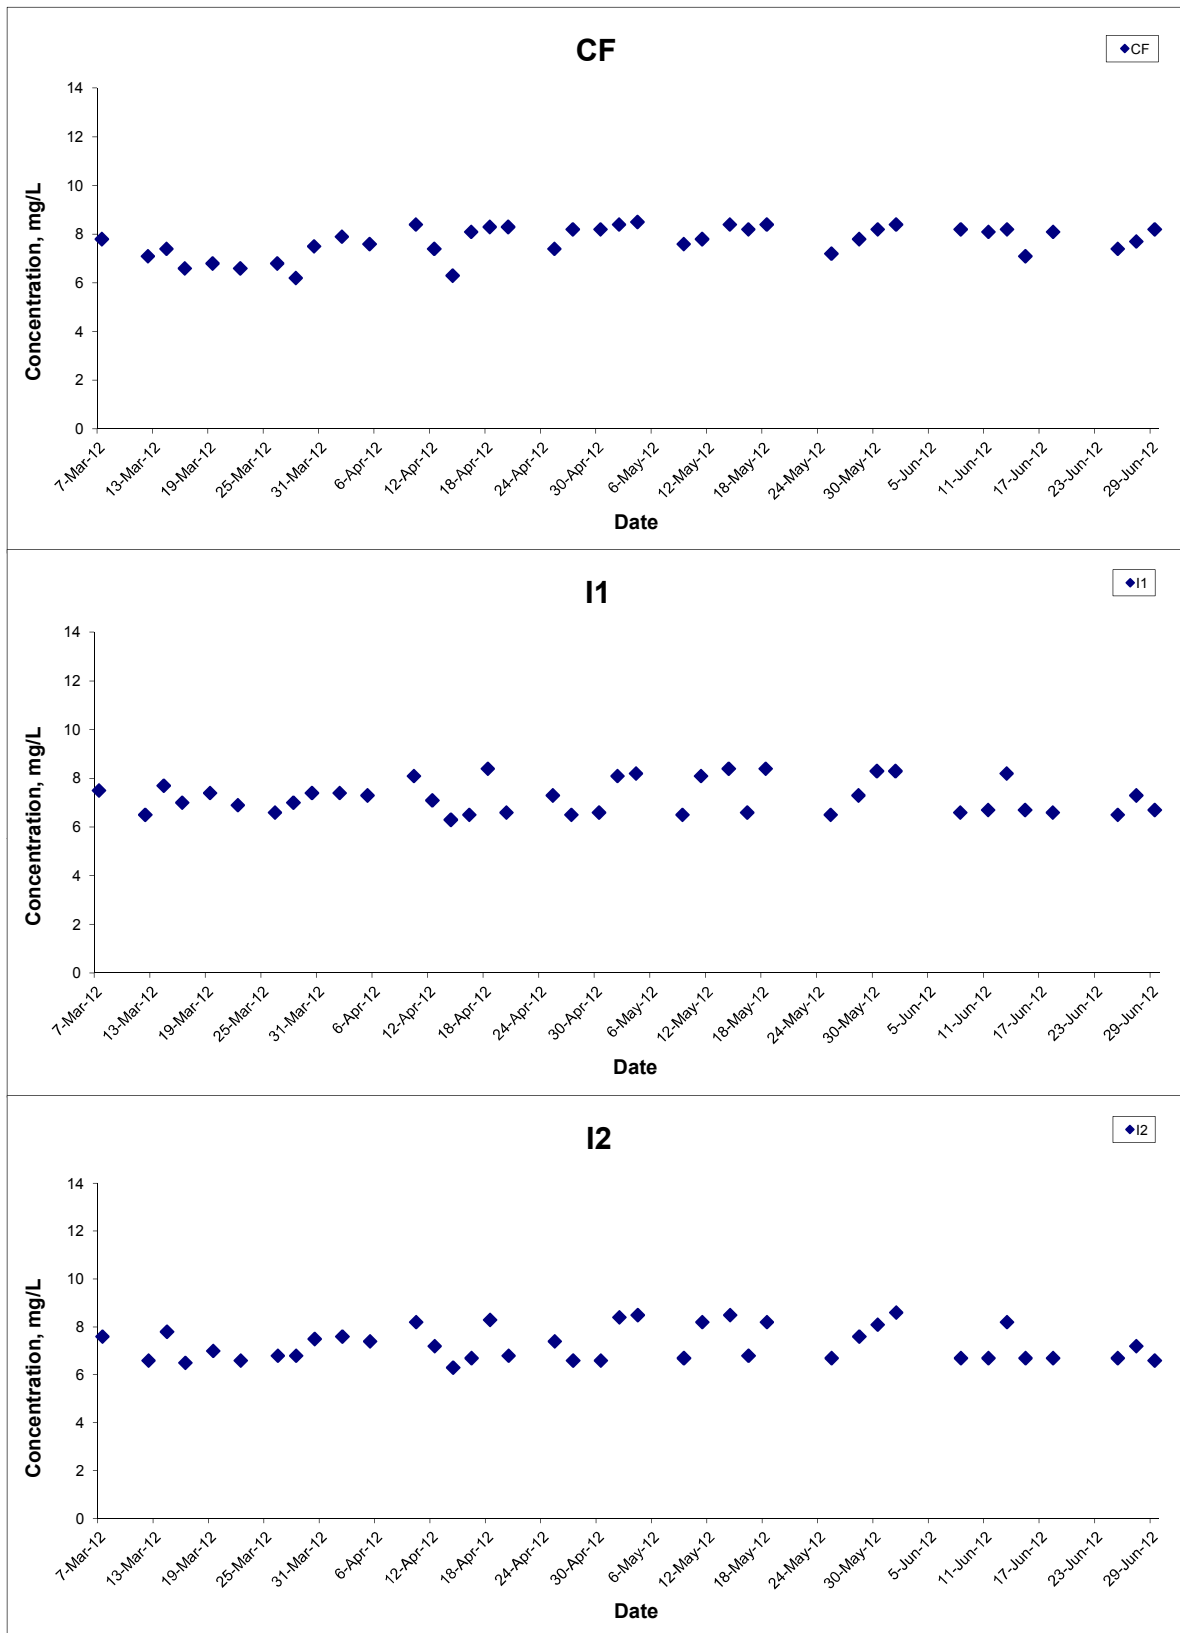 CF
CF
14
12
10
8
6
4
2
0
Concentration, mg/L
7-Mar-12
13-Mar-12
19-Mar-12
25-Mar-12
31-Mar-12
6-Apr-12
12-Apr-12
18-Apr-12
24-Apr-12
30-Apr-12
6-May-12
12-May-12
18-May-12
24-May-12
30-May-12
5-Jun-12
11-Jun-12
17-Jun-12
23-Jun-12
29-Jun-12
Date
I1
I1
14
12
10
8
6
4
2
0
Concentration, mg/L
7-Mar-12
13-Mar-12
19-Mar-12
25-Mar-12
31-Mar-12
6-Apr-12
12-Apr-12
18-Apr-12
24-Apr-12
30-Apr-12
6-May-12
12-May-12
18-May-12
24-May-12
30-May-12
5-Jun-12
11-Jun-12
17-Jun-12
23-Jun-12
29-Jun-12
Date
I2
I2
14
12
10
8
6
4
2
0
Concentration, mg/L
7-Mar-12
13-Mar-12
19-Mar-12
25-Mar-12
31-Mar-12
6-Apr-12
12-Apr-12
18-Apr-12
24-Apr-12
30-Apr-12
6-May-12
12-May-12
18-May-12
24-May-12
30-May-12
5-Jun-12
11-Jun-12
17-Jun-12
23-Jun-12
29-Jun-12
Date